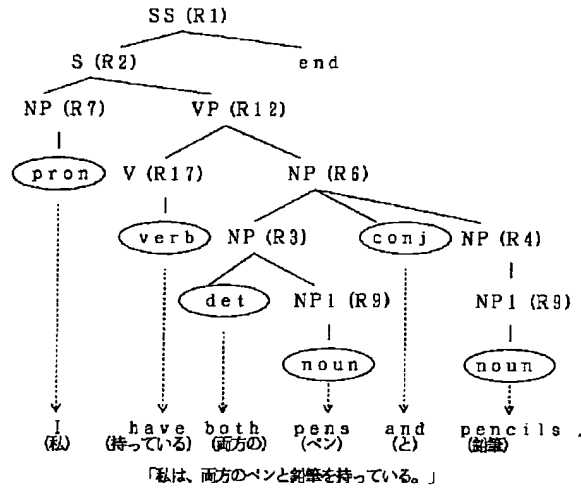 SS (R1)
S (R2) end
NP (R7) VP (R12)
pron V (R17) NP (R6)
verb NP (R3) conj NP (R4)
det NP1 (R9) NP1 (R9)
noun noun
I have both pens and pencils .
(私) (持っている) (両方の) (ペン) (と) (鉛筆)
「私は、両方のペンと鉛筆を持っている。」